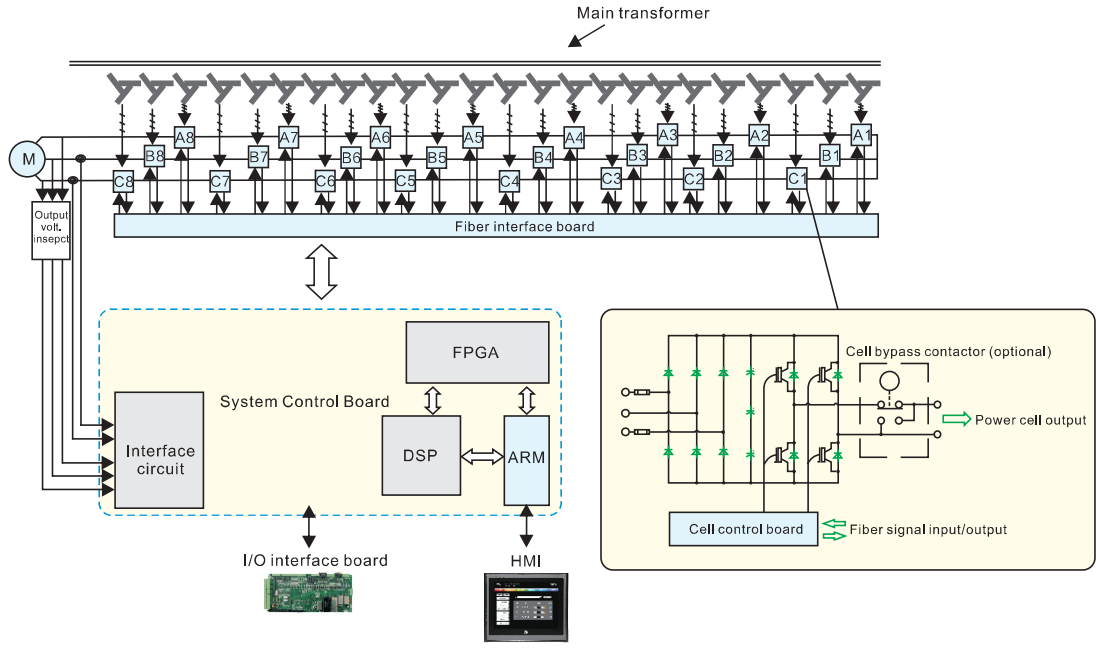 Main transformer
A8 A7 A6 A5 A4 A3 A2 A1
M
B8 B7 B6 B5 B4 B3 B2 B1
C8 C7 C6 C5 C4 C3 C2 C1
Output
volt.
insepct
Fiber interface board
FPGA
System Control Board
Interface
circuit
DSP
ARM
I/O interface board
HMI
Cell bypass contactor (optional)
Power cell output
Cell control board
Fiber signal input/output